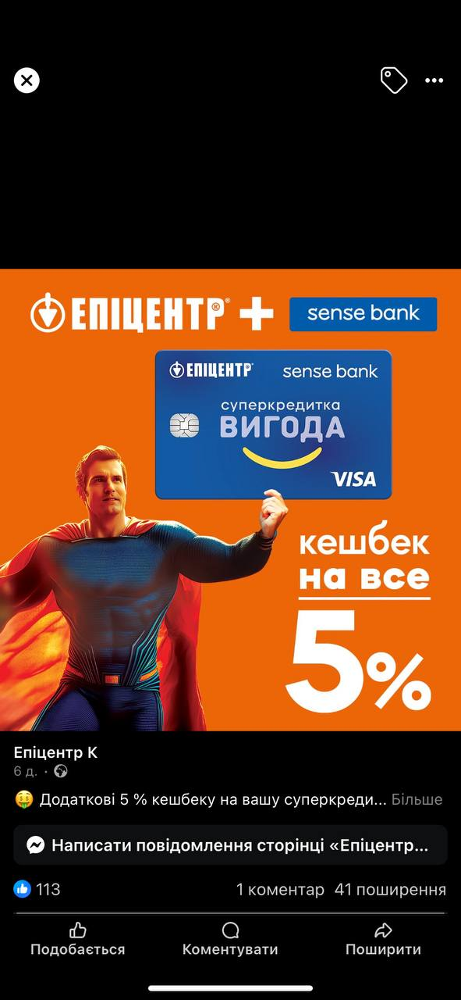 ЕПІЦЕНТР® + sense bank
ЕПІЦЕНТР® sense bank
суперкредитка
ВИГОДА
VISA
кешбек
на все
5%
Епіцентр К
6 д. ·
🤑 Додаткові 5 % кешбеку на вашу суперкреди... Більше
Написати повідомлення сторінці «Епіцентр...
113 1 коментар 41 поширення
Подобається Коментувати Поширити